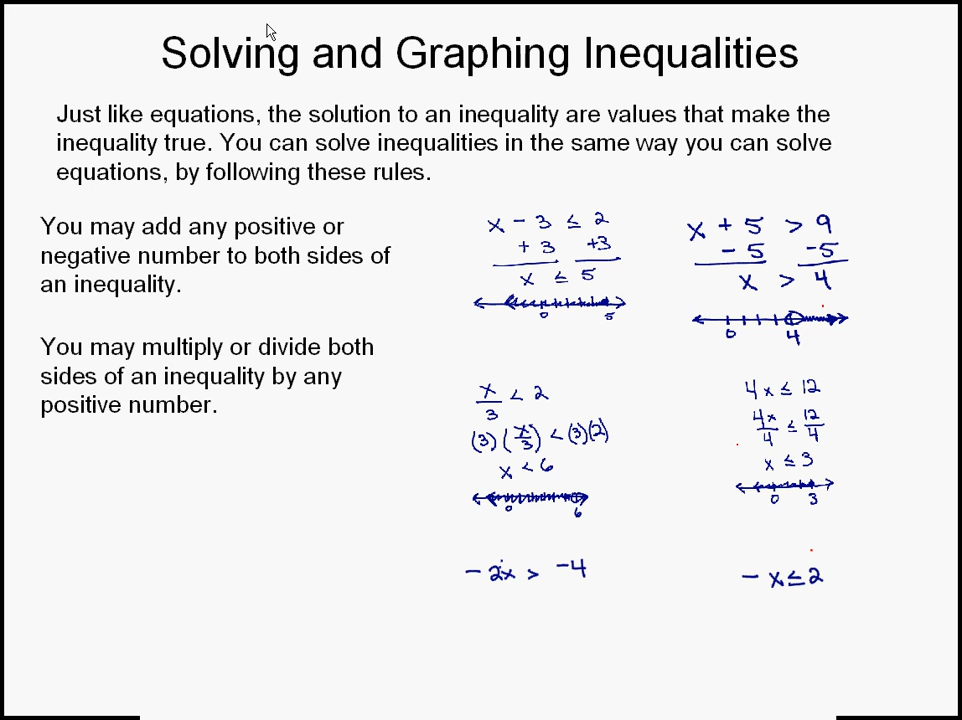 Solving and Graphing Inequalities
Just like equations, the solution to an inequality are values that make the
inequality true. You can solve inequalities in the same way you can solve
equations, by following these rules.
You may add any positive or
negative number to both sides of
an inequality.
x - 3 ≤ 2
+ 3 +3
x ≤ 5
0 5
x + 5 > 9
- 5 -5
x > 4
0 4
You may multiply or divide both
sides of an inequality by any
positive number.
x/3 < 2
(3)(x/3) < (3)(2)
x < 6
0 6
4x ≤ 12
4x/4 ≤ 12/4
x ≤ 3
0 3
- 2x > -4
- x ≤ 2